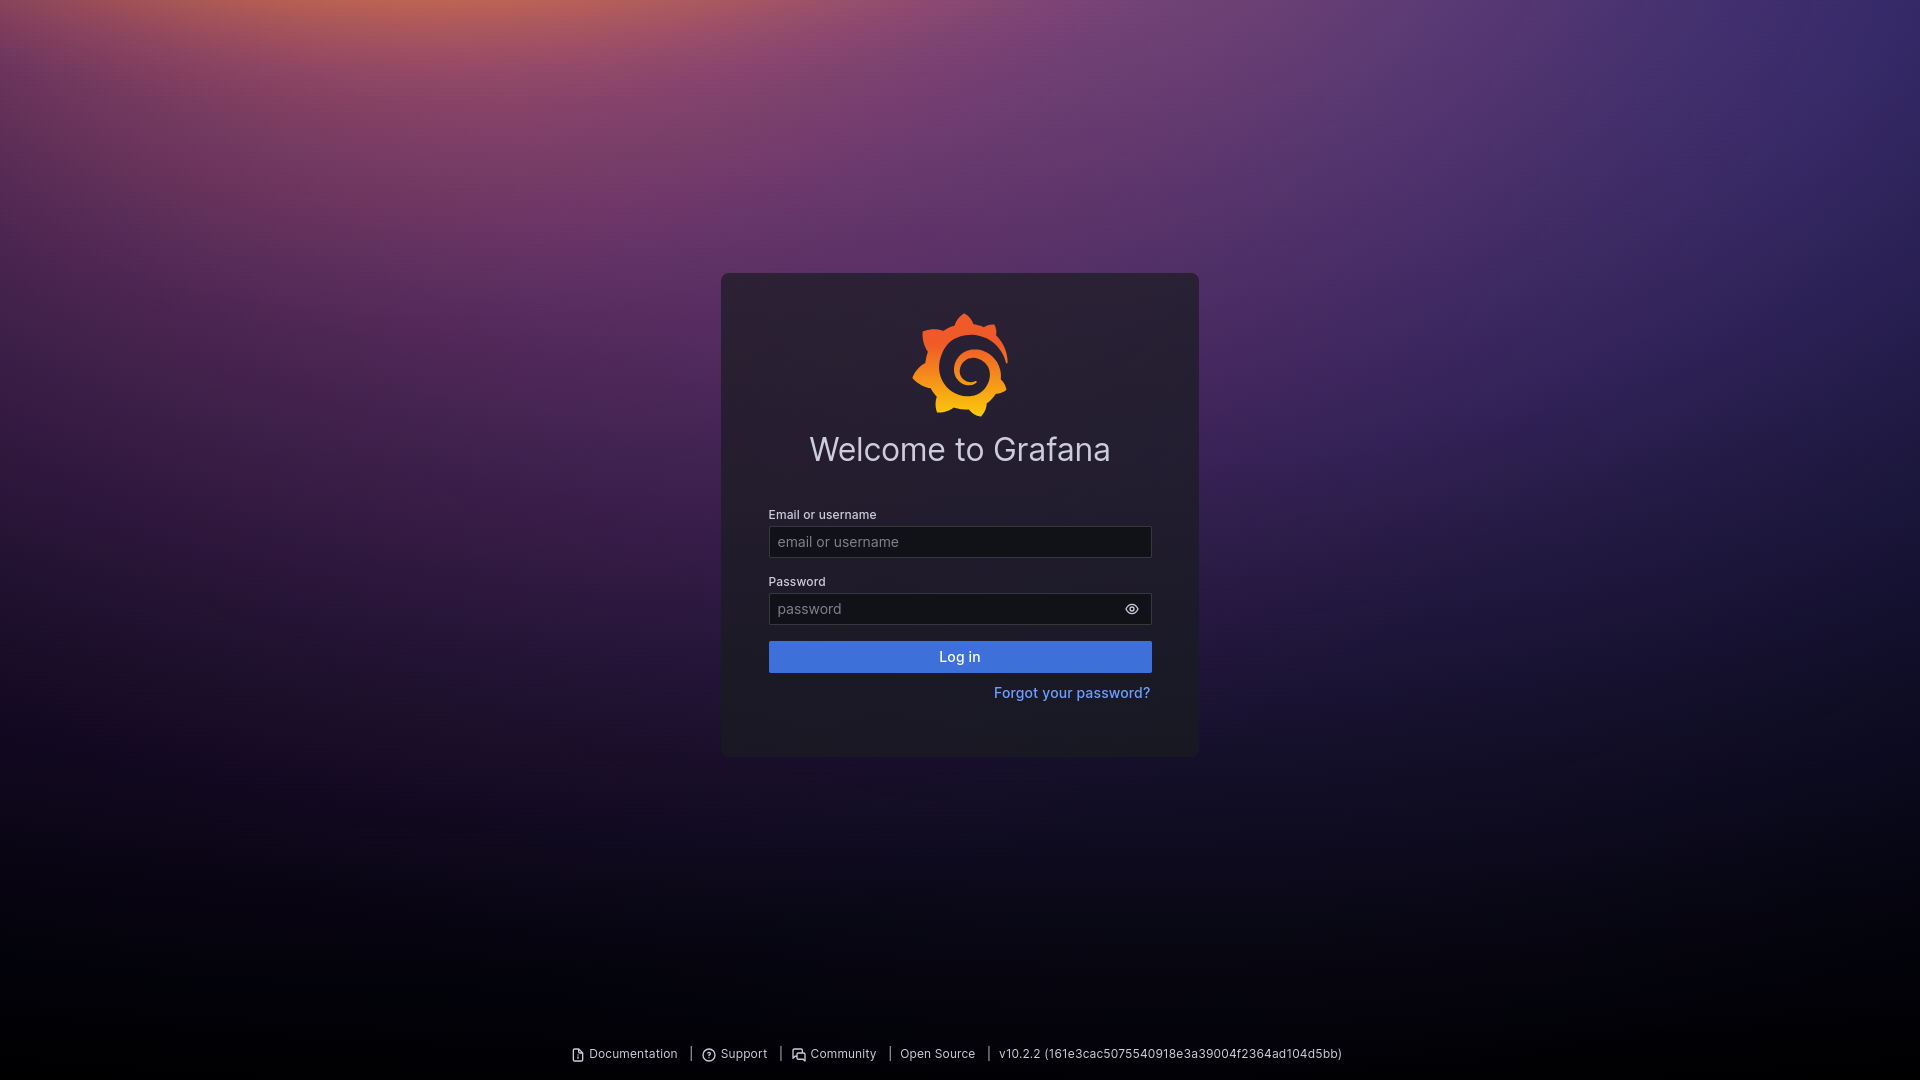 Welcome to Grafana
Email or username
email or username
Password
password
Log in
Forgot your password?
Documentation | Support | Community | Open Source | v10.2.2 (161e3cac5075540918e3a39004f2364ad104d5bb)